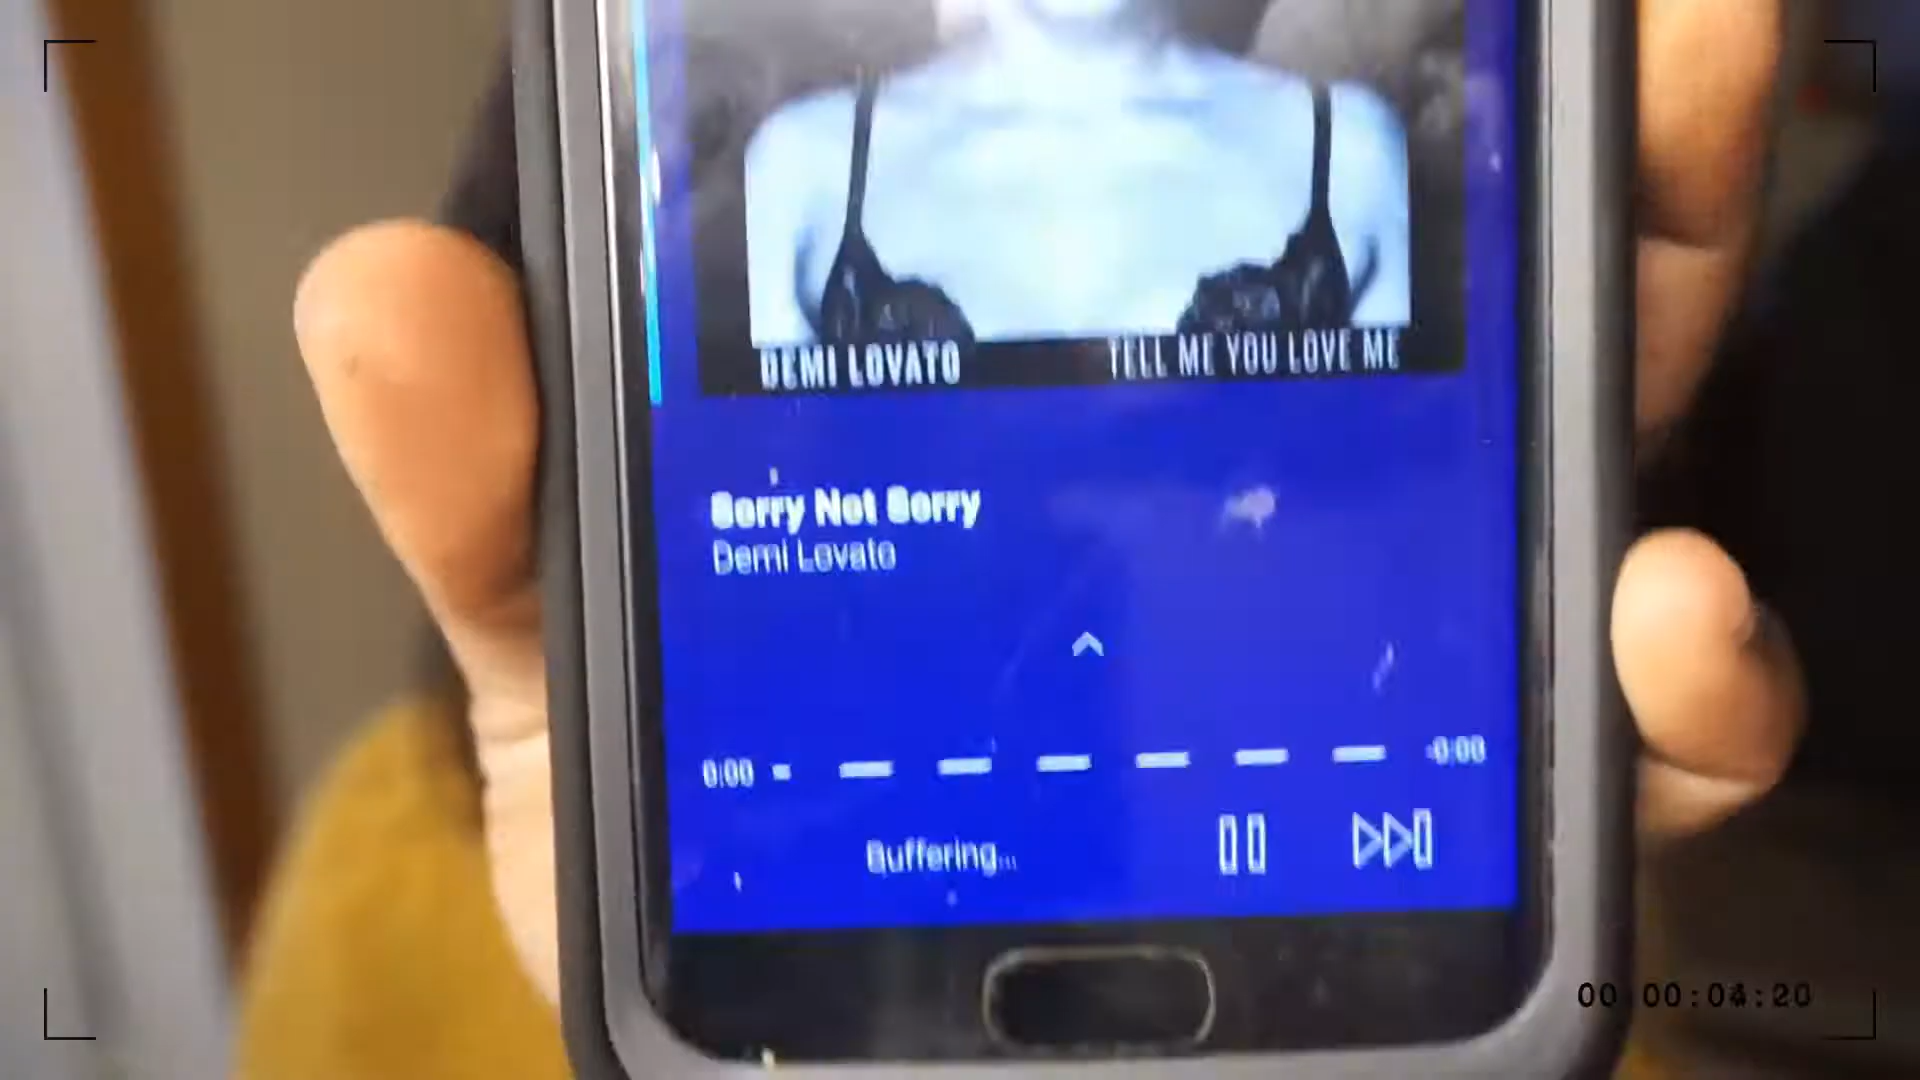 DEMI LOVATO
TELL ME YOU LOVE ME
Sorry Not Sorry
Demi Lovato
0:00
-0:00
Buffering...
00:00:04:20